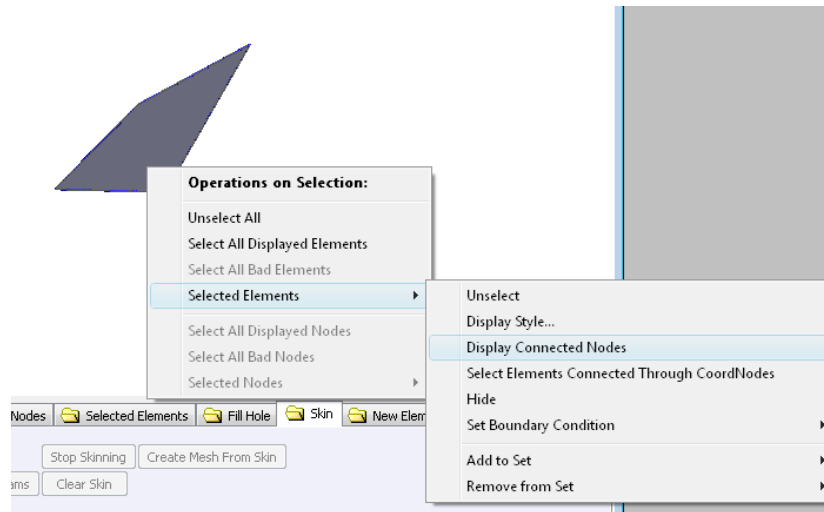 Operations on Selection:
Unselect All
Select All Displayed Elements
Select All Bad Elements
Selected Elements
Select All Displayed Nodes
Select All Bad Nodes
Selected Nodes
Unselect
Display Style...
Display Connected Nodes
Select Elements Connected Through CoordNodes
Hide
Set Boundary Condition
Add to Set
Remove from Set
Nodes Selected Elements Fill Hole Skin New Elem
Stop Skinning Create Mesh From Skin
ams Clear Skin